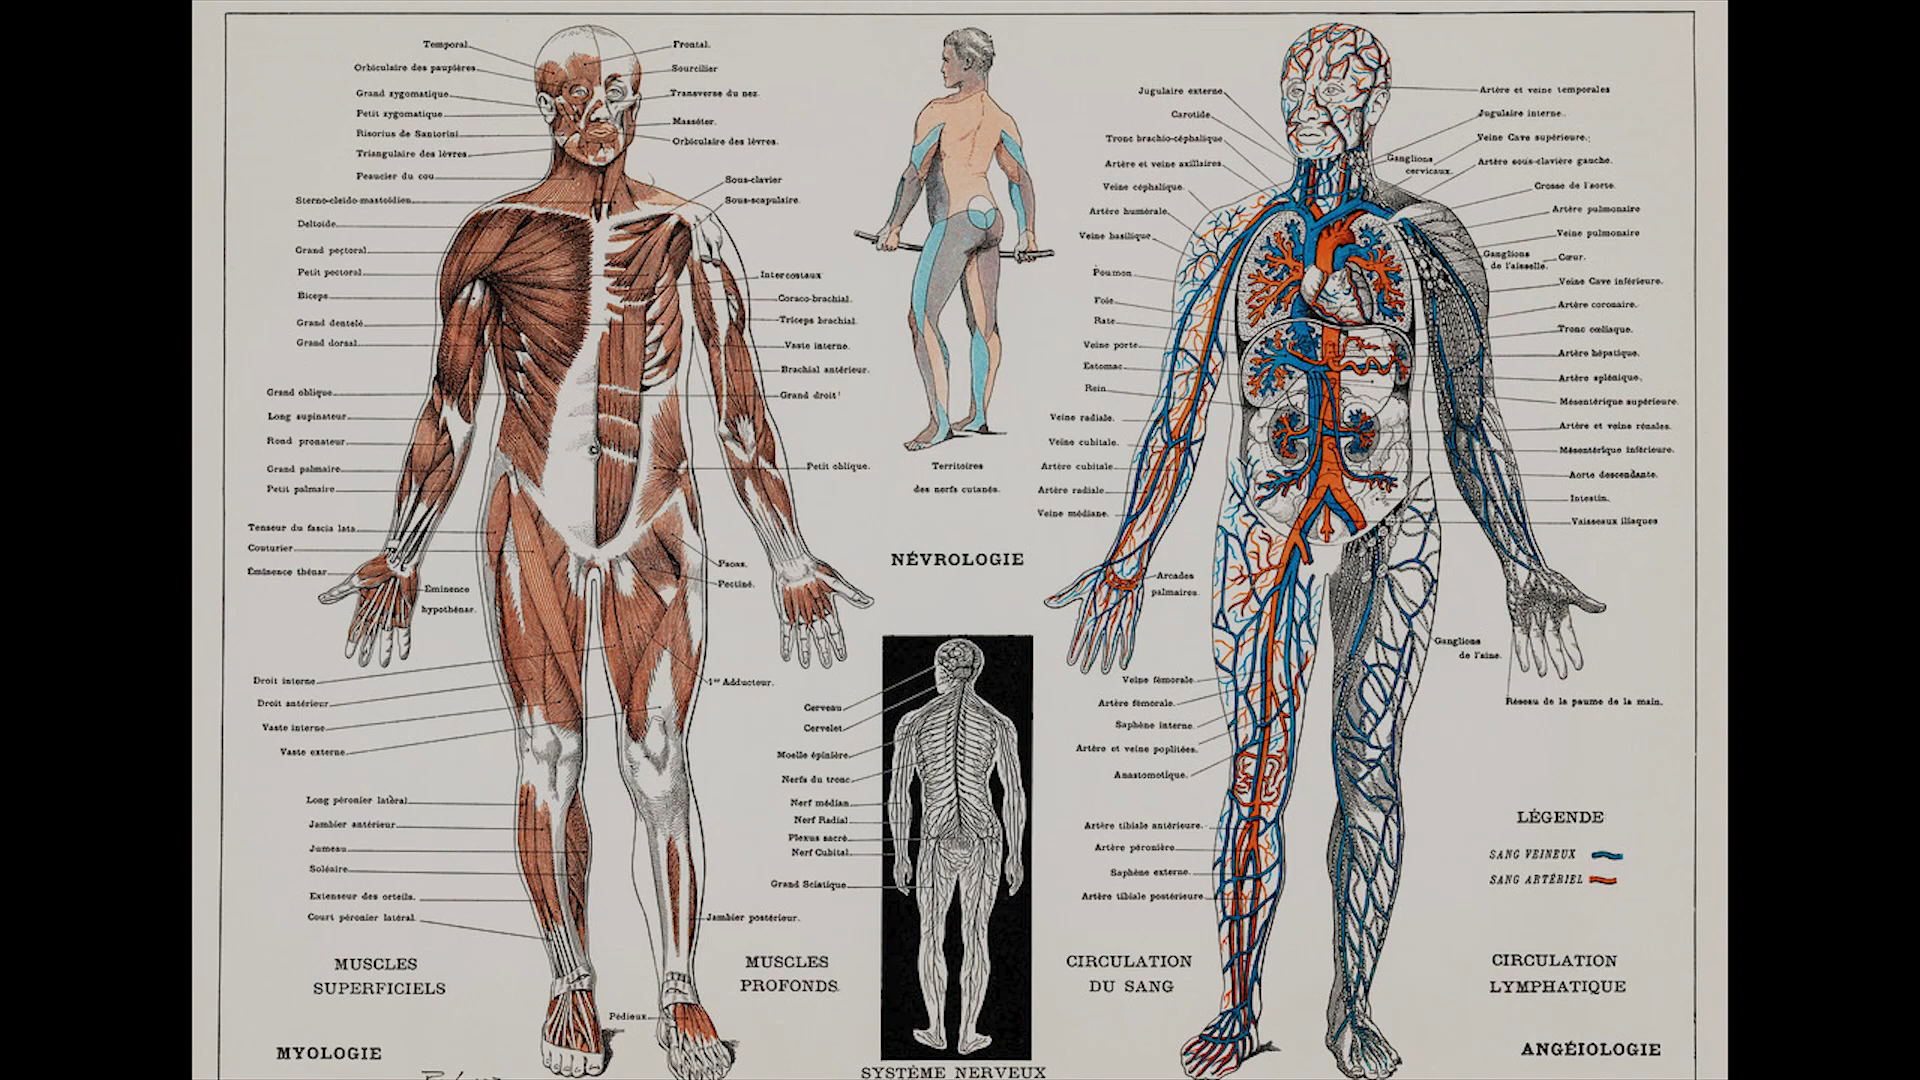 Temporal.
Orbiculaire des paupières.
Grand zygomatique.
Petit zygomatique.
Risorius de Santorini.
Triangulaire des lèvres.
Peaucier du cou.
Sterno-cleido-mastoïdien.
Deltoïde.
Grand pectoral.
Petit pectoral.
Biceps.
Grand dentelé.
Grand dorsal.
Grand oblique.
Long supinateur.
Rond pronateur.
Grand palmaire.
Petit palmaire.
Tenseur du fascia lata.
Couturier.
Éminence thénar.
Eminence
hypothénar.
Droit interne.
Droit antérieur.
Vaste interne.
Vaste externe.
Long péronier latéral.
Jambier antérieur.
Jumeau.
Soléaire.
Extenseur des orteils.
Court péronier latéral.
MUSCLES
SUPERFICIELS
MYOLOGIE
Frontal.
Sourcilier
Transverse du nez.
Masséter.
Orbiculaire des lèvres.
Sous-clavier
Sous-scapulaire.
Intercostaux
Coraco-brachial.
Triceps brachial.
Vaste interne.
Brachial antérieur.
Grand droit
Petit oblique.
Psoas.
Pectiné.
1er Adducteur.
Jambier postérieur.
Pédieux.
MUSCLES
PROFONDS
Territoires
des nerfs cutanés.
NÉVROLOGIE
Cerveau
Cervelet.
Moelle épinière.
Nerfs du tronc.
Nerf médian.
Nerf Radial
Plexus sacré.
Nerf Cubital.
Grand Sciatique.
SYSTÈME NERVEUX
Jugulaire externe.
Carotide.
Tronc brachio-céphalique.
Artère et veine axillaires.
Veine céphalique.
Artère humérale.
Veine basilique.
Poumon.
Foie.
Rate.
Veine porte.
Estomac.
Rein.
Veine radiale.
Veine cubitale.
Artère cubitale.
Artère radiale.
Veine médiane.
Arcades
palmaires.
Veine fémorale.
Artère fémorale.
Saphène interne.
Artère et veine poplitées.
Anastomotique.
Artère tibiale antérieure.
Artère péronière.
Saphène externe.
Artère tibiale postérieure.
CIRCULATION
DU SANG
Artère et veine temporales
Jugulaire interne.
Veine Cave supérieure.
Ganglions
cervicaux.
Artère sous-clavière gauche.
Crosse de l'aorte.
Artère pulmonaire
Veine pulmonaire
Ganglions
de l'aisselle.
Cœur.
Veine Cave inférieure.
Artère coronaire.
Tronc cœliaque.
Artère hépatique.
Artère splénique.
Mésentérique supérieure.
Artère et veine rénales.
Mésentérique inférieure.
Aorte descendante.
Intestin.
Vaisseaux iliaques
Ganglions
de l'aine.
Réseau de la paume de la main.
LÉGENDE
SANG VEINEUX
SANG ARTÉRIEL
CIRCULATION
LYMPHATIQUE
ANGÉIOLOGIE